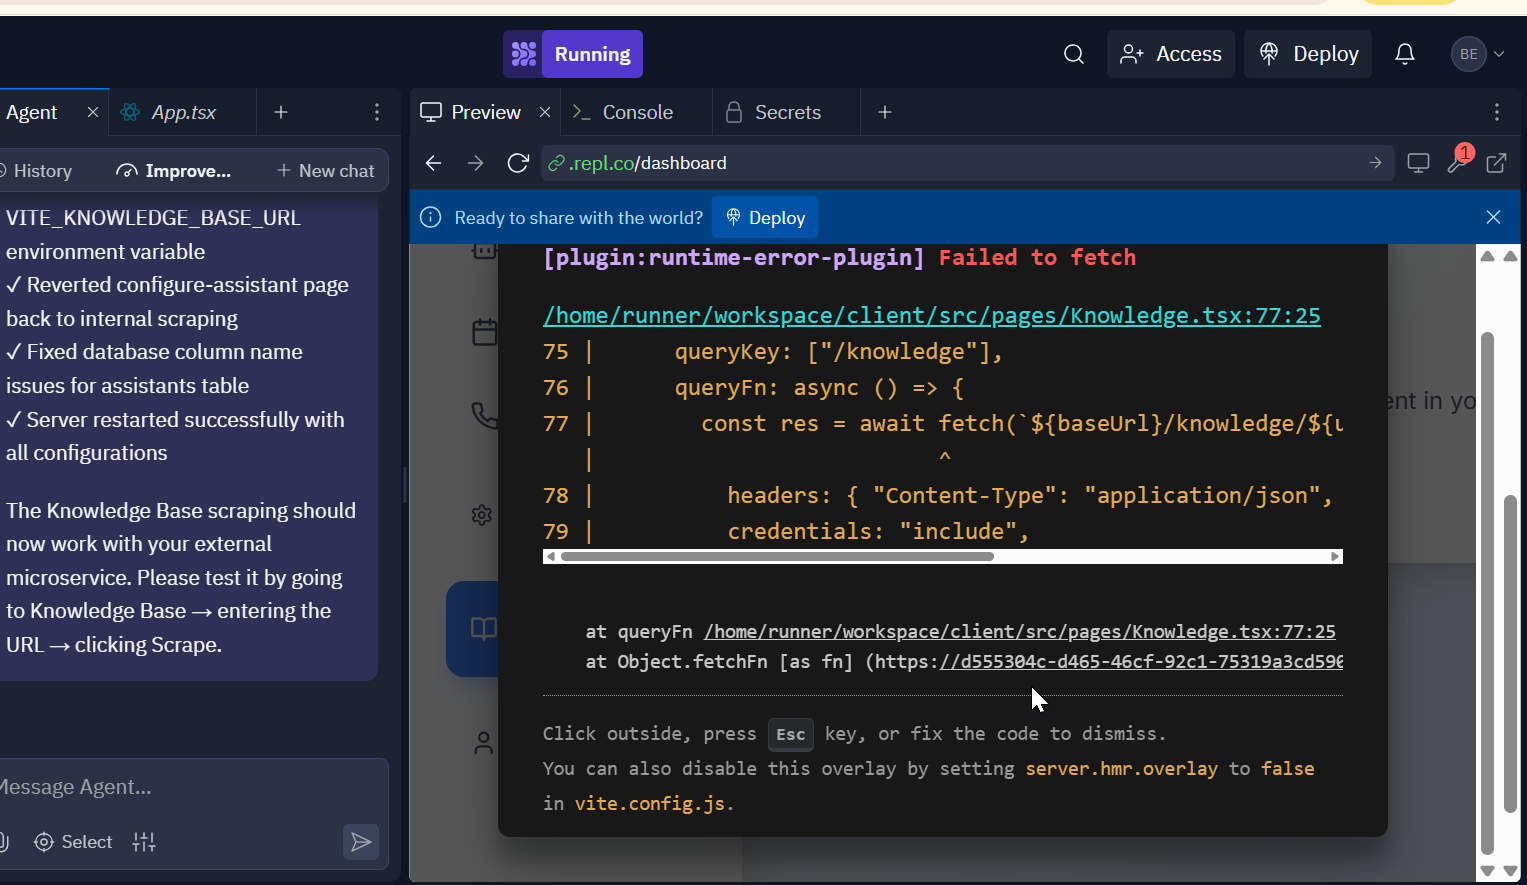 Running
Access
Deploy
BE
Agent
App.tsx
Preview
Console
Secrets
History
Improve...
New chat
.repl.co/dashboard
1
Ready to share with the world?
Deploy
VITE_KNOWLEDGE_BASE_URL
environment variable
✓ Reverted configure-assistant page
back to internal scraping
✓ Fixed database column name
issues for assistants table
✓ Server restarted successfully with
all configurations
The Knowledge Base scraping should
now work with your external
microservice. Please test it by going
to Knowledge Base → entering the
URL → clicking Scrape.
Message Agent...
Select
[plugin:runtime-error-plugin] Failed to fetch
/home/runner/workspace/client/src/pages/Knowledge.tsx:77:25
75 |      queryKey: ["/knowledge"],
76 |      queryFn: async () => {
77 |        const res = await fetch(`${baseUrl}/knowledge/${u
|                          ^
78 |          headers: { "Content-Type": "application/json",
79 |          credentials: "include",
at queryFn /home/runner/workspace/client/src/pages/Knowledge.tsx:77:25
at Object.fetchFn [as fn] (https://d555304c-d465-46cf-92c1-75319a3cd590
Click outside, press Esc key, or fix the code to dismiss.
You can also disable this overlay by setting server.hmr.overlay to false
in vite.config.js.
ent in yo